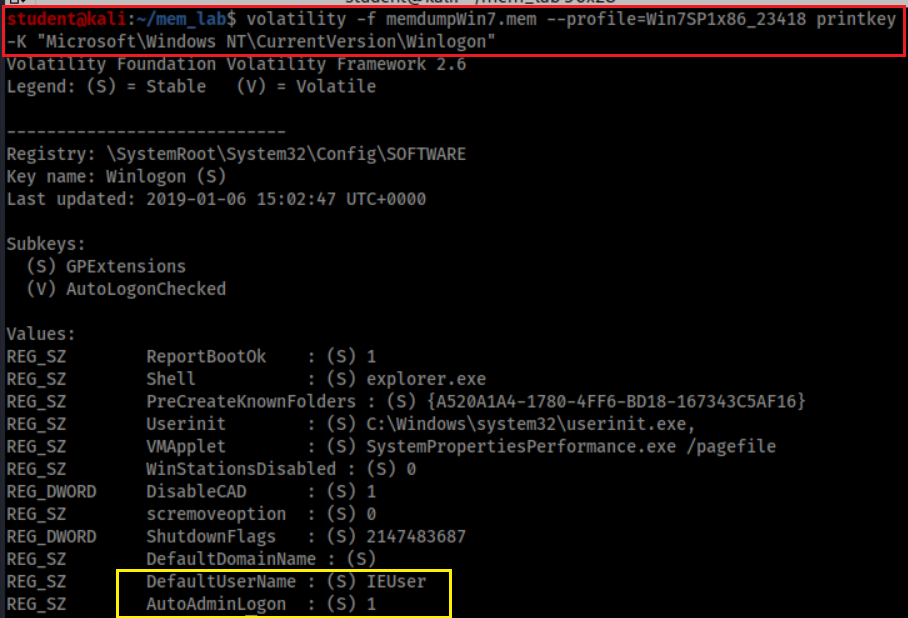 student@kali:~/mem_lab$ volatility -f memdumpWin7.mem --profile=Win7SP1x86_23418 printkey
-K "Microsoft\Windows NT\CurrentVersion\Winlogon"
Volatility Foundation Volatility Framework 2.6
Legend: (S) = Stable   (V) = Volatile
----------------------------
Registry: \SystemRoot\System32\Config\SOFTWARE
Key name: Winlogon (S)
Last updated: 2019-01-06 15:02:47 UTC+0000
Subkeys:
  (S) GPExtensions
  (V) AutoLogonChecked
Values:
REG_SZ        ReportBootOk    : (S) 1
REG_SZ        Shell           : (S) explorer.exe
REG_SZ        PreCreateKnownFolders : (S) {A520A1A4-1780-4FF6-BD18-167343C5AF16}
REG_SZ        Userinit        : (S) C:\Windows\system32\userinit.exe,
REG_SZ        VMApplet        : (S) SystemPropertiesPerformance.exe /pagefile
REG_SZ        WinStationsDisabled : (S) 0
REG_DWORD     DisableCAD      : (S) 1
REG_SZ        scremoveoption  : (S) 0
REG_DWORD     ShutdownFlags   : (S) 2147483687
REG_SZ        DefaultDomainName : (S)
REG_SZ        DefaultUserName : (S) IEUser
REG_SZ        AutoAdminLogon  : (S) 1